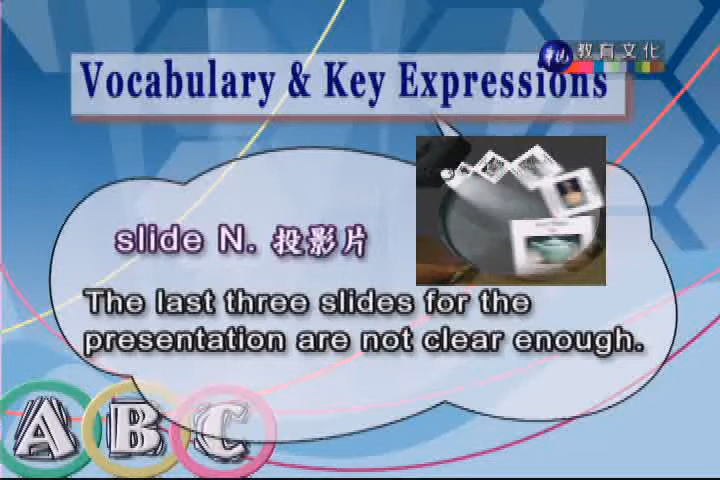 教育文化
Vocabulary & Key Expressions
slide N. 投影片
The last three slides for the
presentation are not clear enough.
A B C